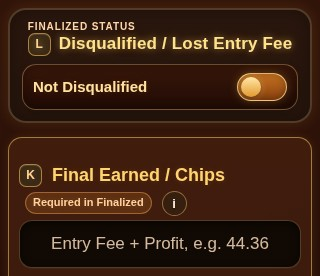 FINALIZED STATUS
L Disqualified / Lost Entry Fee
Not Disqualified
K Final Earned / Chips
Required in Finalized i
Entry Fee + Profit, e.g. 44.36